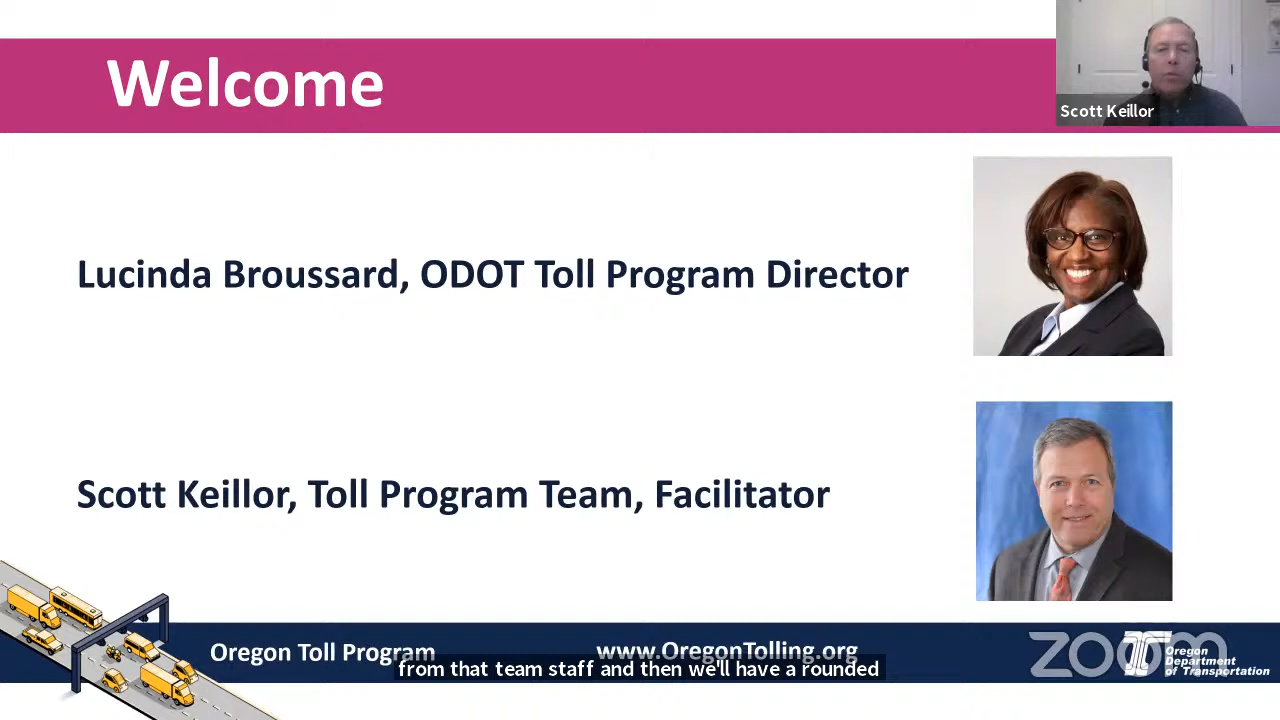 Welcome
Scott Keillor
Lucinda Broussard, ODOT Toll Program Director
Scott Keillor, Toll Program Team, Facilitator
Oregon Toll Program
www.OregonTolling.org
zoom
Oregon
Department
of Transportation
from that team staff and then we'll have a rounded